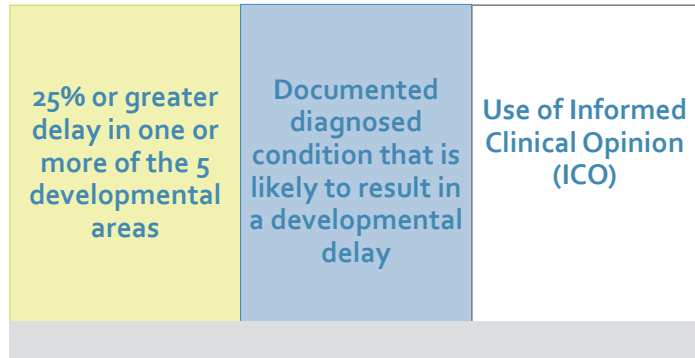 25% or greater
delay in one or
more of the 5
developmental
areas
Documented
diagnosed
condition that is
likely to result in
a developmental
delay
Use of Informed
Clinical Opinion
(ICO)